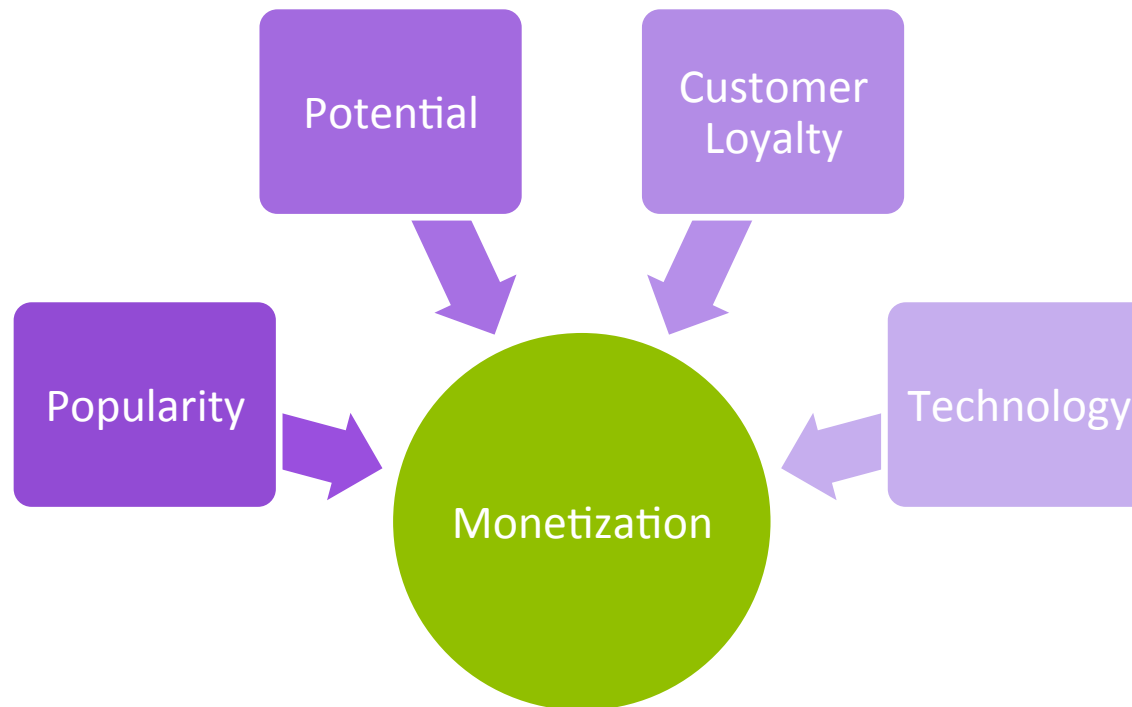 Potential
Customer
Loyalty
Popularity
Technology
Monetization